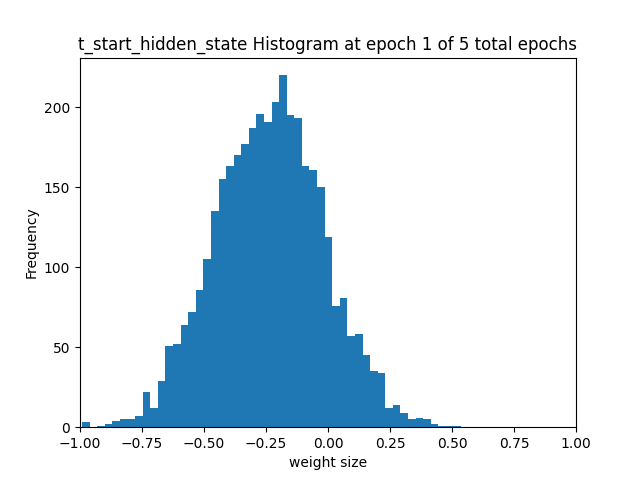 t_start_hidden_state Histogram at epoch 1 of 5 total epochs
200
150
100
50
0
Frequency
−1.00 −0.75 −0.50 −0.25 0.00 0.25 0.50 0.75 1.00
weight size